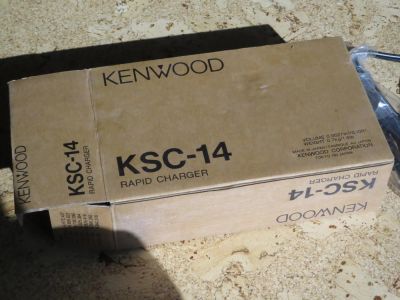 KENWOOD
KSC-14
RAPID CHARGER
KENWOOD
KSC-14
RAPID CHARGER
KENWOOD CORPORATION
KENWOOD
KSC-14
RAPID CHARGER